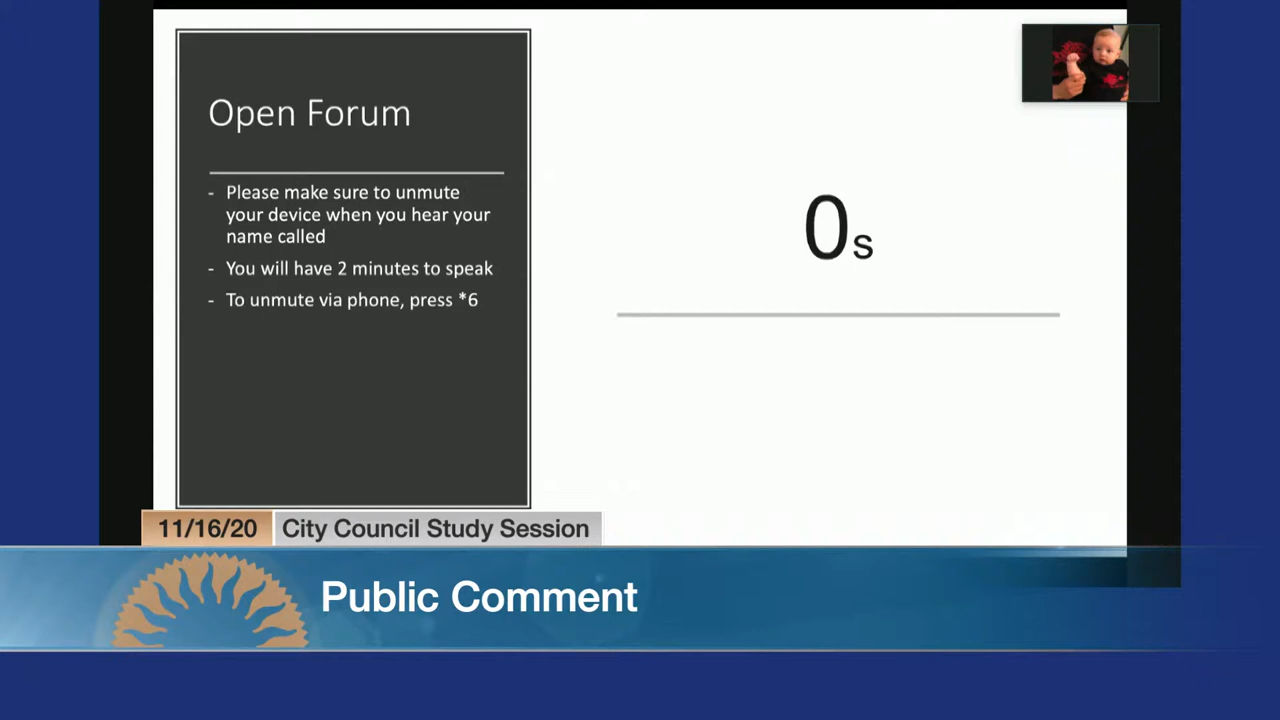 Open Forum
- Please make sure to unmute
your device when you hear your
name called
- You will have 2 minutes to speak
- To unmute via phone, press *6
0s
11/16/20 City Council Study Session
Public Comment